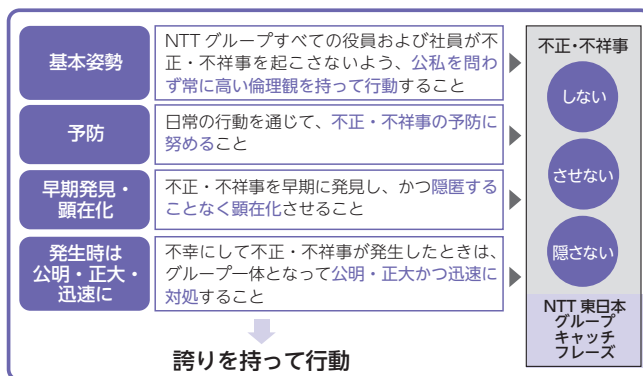 基本姿勢
NTT グループすべての役員および社員が不
正・不祥事を起こさないよう、公私を問わ
ず常に高い倫理観を持って行動すること
予防
日常の行動を通じて、不正・不祥事の予防に
努めること
早期発見・
顕在化
不正・不祥事を早期に発見し、かつ隠匿する
ことなく顕在化させること
発生時は
公明・正大・
迅速に
不幸にして不正・不祥事が発生したときは、
グループ一体となって公明・正大かつ迅速に
対処すること
誇りを持って行動
不正・不祥事
しない
させない
隠さない
NTT 東日本
グループ
キャッチ
フレーズ